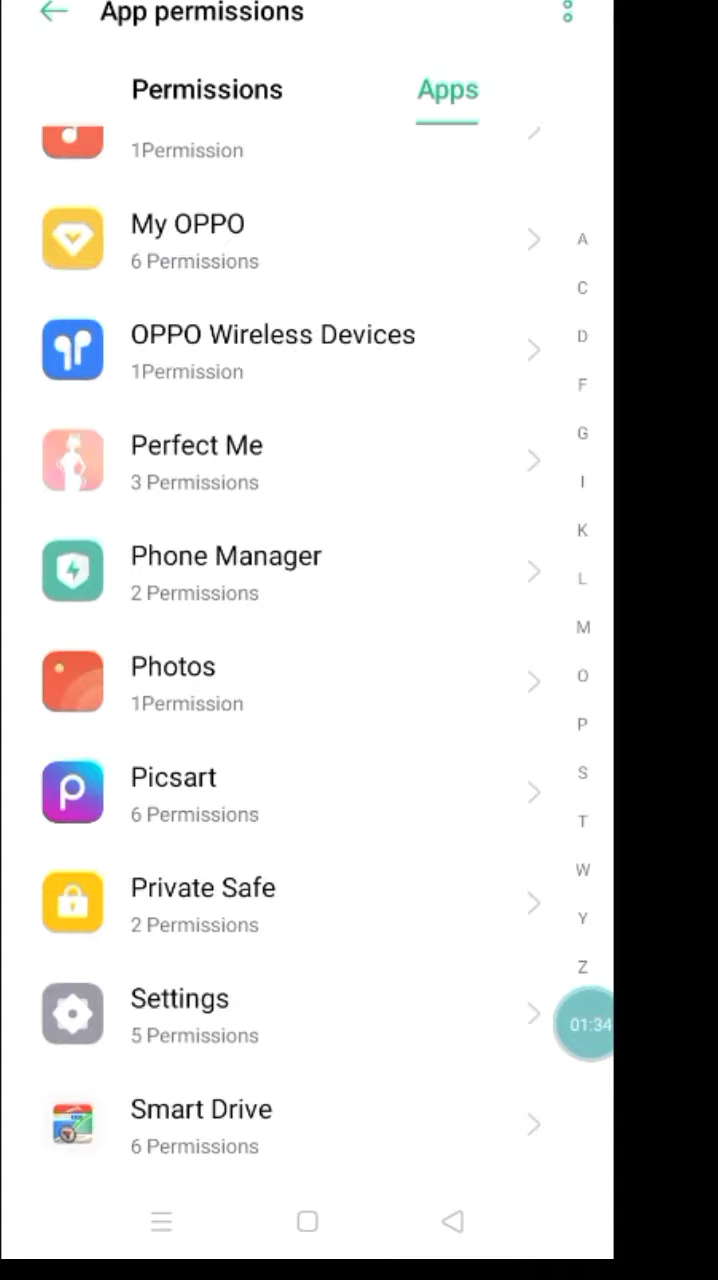 App permissions
Permissions
Apps
1Permission
My OPPO
6 Permissions
OPPO Wireless Devices
1Permission
Perfect Me
3 Permissions
Phone Manager
2 Permissions
Photos
1Permission
Picsart
6 Permissions
Private Safe
2 Permissions
Settings
5 Permissions
Smart Drive
6 Permissions
A
C
D
F
G
I
K
L
M
O
P
S
T
W
Y
Z
01:34